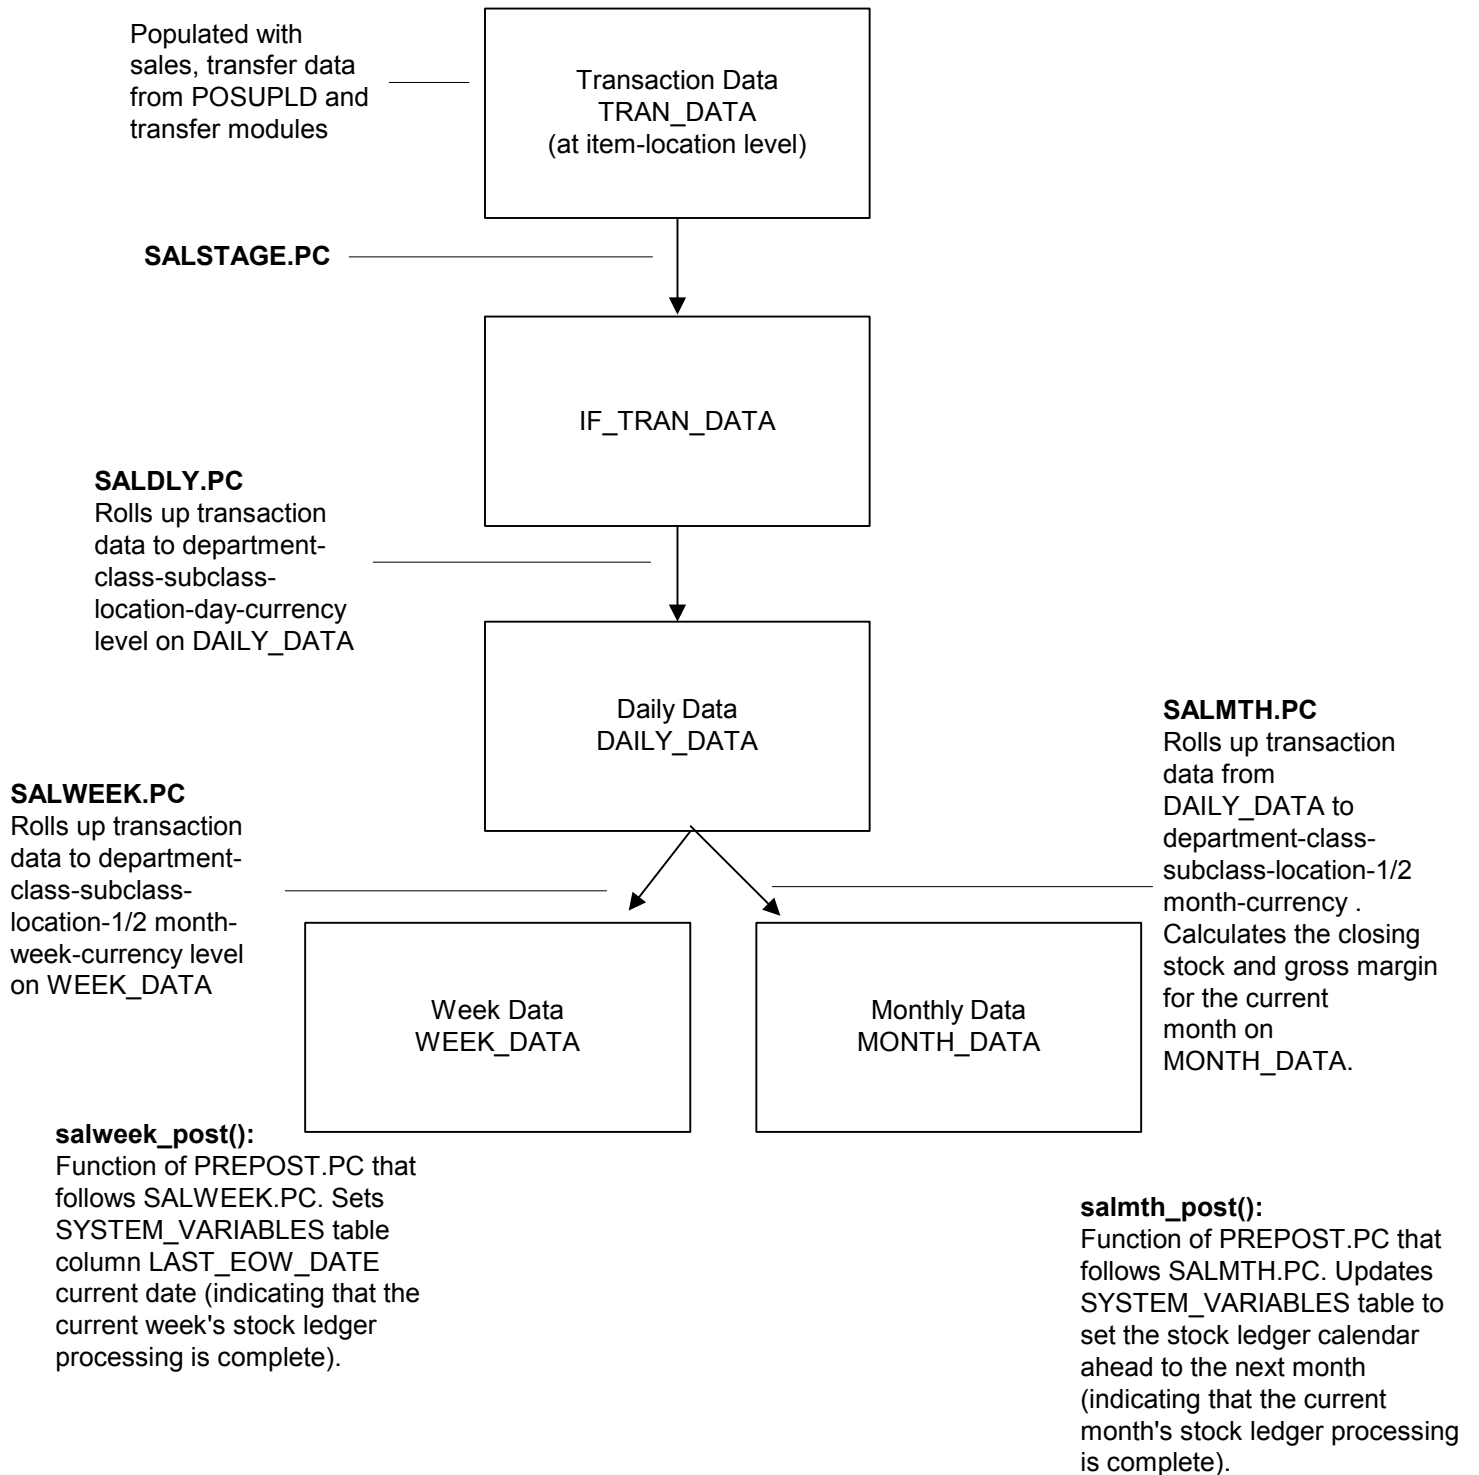 Populated with
sales, transfer data
from POSUPLD and
transfer modules
Transaction Data
TRAN_DATA
(at item-location level)
SALSTAGE.PC
IF_TRAN_DATA
SALDLY.PC
Rolls up transaction
data to department-
class-subclass-
location-day-currency
level on DAILY_DATA
Daily Data
DAILY_DATA
SALWEEK.PC
Rolls up transaction
data to department-
class-subclass-
location-1/2 month-
week-currency level
on WEEK_DATA
SALMTH.PC
Rolls up transaction
data from
DAILY_DATA to
department-class-
subclass-location-1/2
month-currency .
Calculates the closing
stock and gross margin
for the current
month on
MONTH_DATA.
Week Data
WEEK_DATA
Monthly Data
MONTH_DATA
salweek_post():
Function of PREPOST.PC that
follows SALWEEK.PC. Sets
SYSTEM_VARIABLES table
column LAST_EOW_DATE
current date (indicating that the
current week's stock ledger
processing is complete).
salmth_post():
Function of PREPOST.PC that
follows SALMTH.PC. Updates
SYSTEM_VARIABLES table to
set the stock ledger calendar
ahead to the next month
(indicating that the current
month's stock ledger processing
is complete).